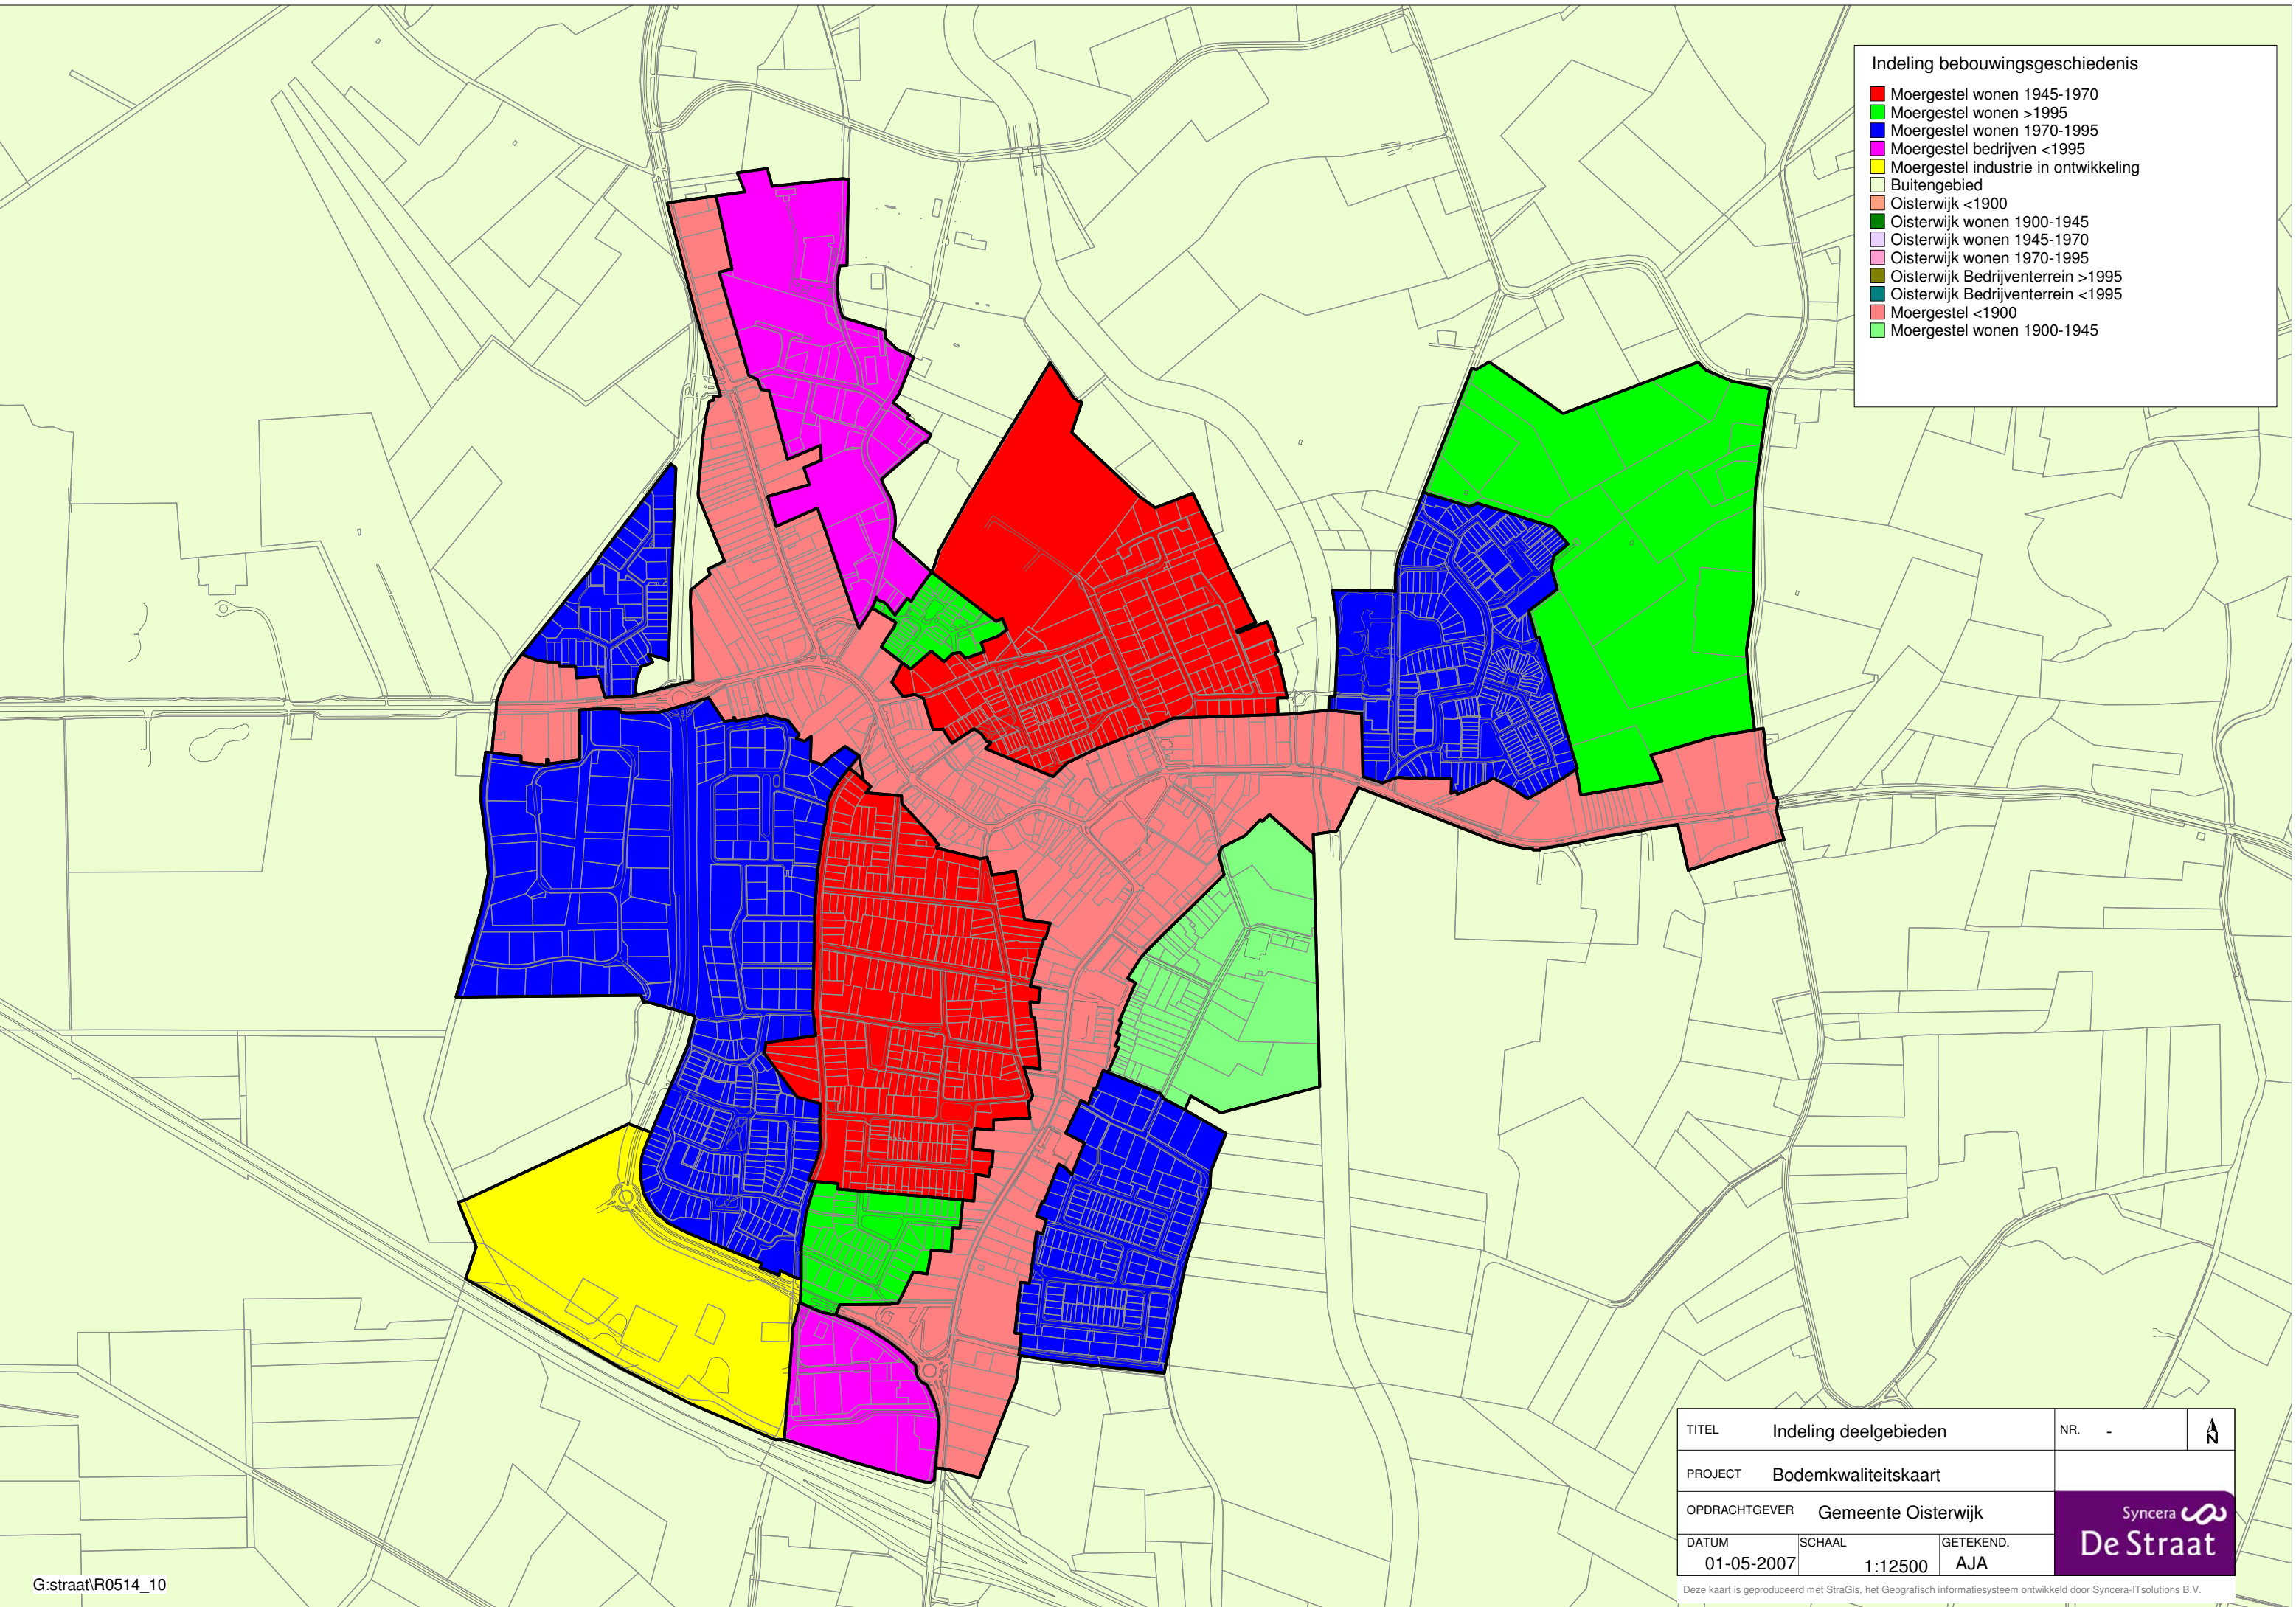 Indeling bebouwingsgeschiedenis
Moergestel wonen 1945-1970
Moergestel wonen >1995
Moergestel wonen 1970-1995
Moergestel bedrijven <1995
Moergestel industrie in ontwikkeling
Buitengebied
Oisterwijk <1900
Oisterwijk wonen 1900-1945
Oisterwijk wonen 1945-1970
Oisterwijk wonen 1970-1995
Oisterwijk Bedrijventerrein >1995
Oisterwijk Bedrijventerrein <1995
Moergestel <1900
Moergestel wonen 1900-1945
TITEL Indeling deelgebieden NR. - N
PROJECT Bodemkwaliteitskaart
OPDRACHTGEVER Gemeente Oisterwijk
DATUM SCHAAL GETEKEND.
01-05-2007 1:12500 AJA
Syncera
De Straat
Deze kaart is geproduceerd met StraGis, het Geografisch informatiesysteem ontwikkeld door Syncera-ITsolutions B.V.
G:straat\R0514_10